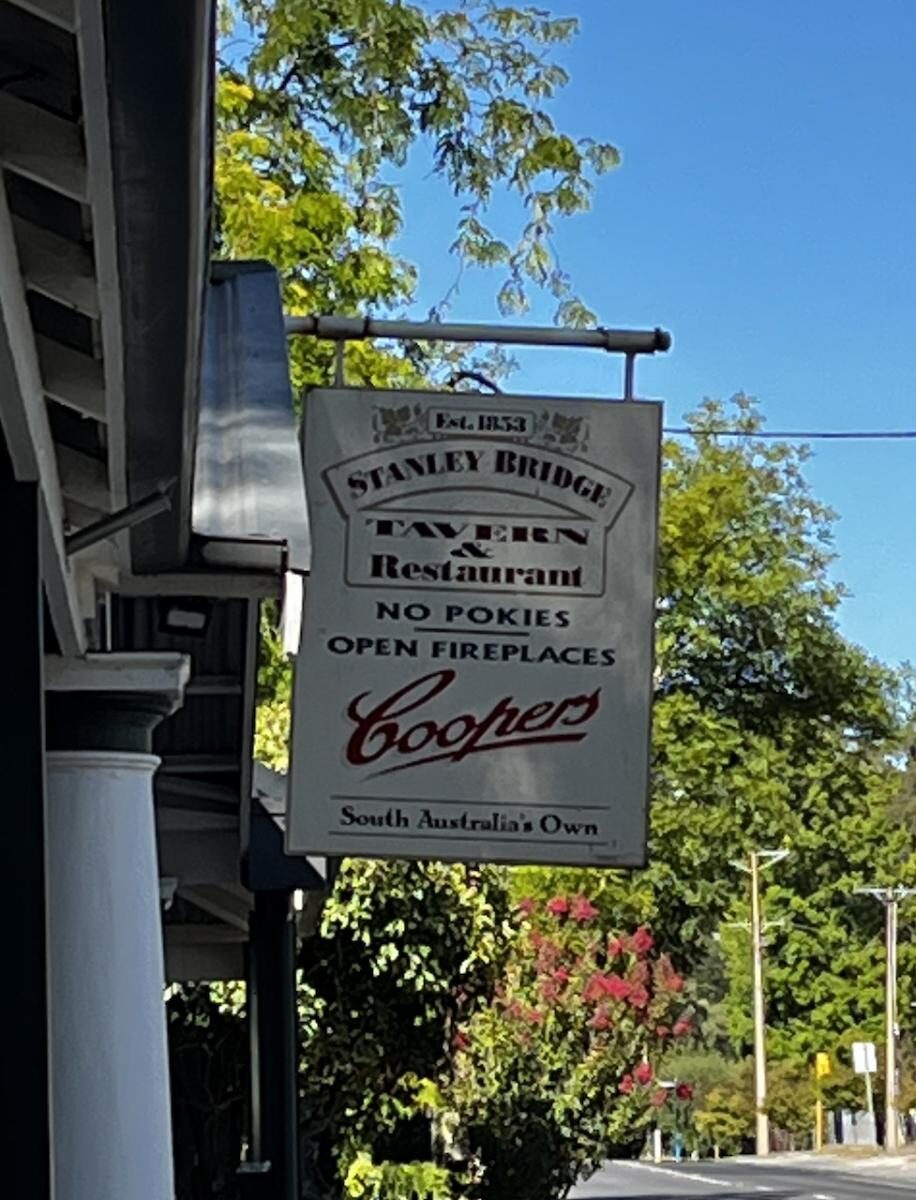 Est. 1853
STANLEY BRIDGE
TAVERN
&
Restaurant
NO POKIES
OPEN FIREPLACES
Coopers
South Australia's Own